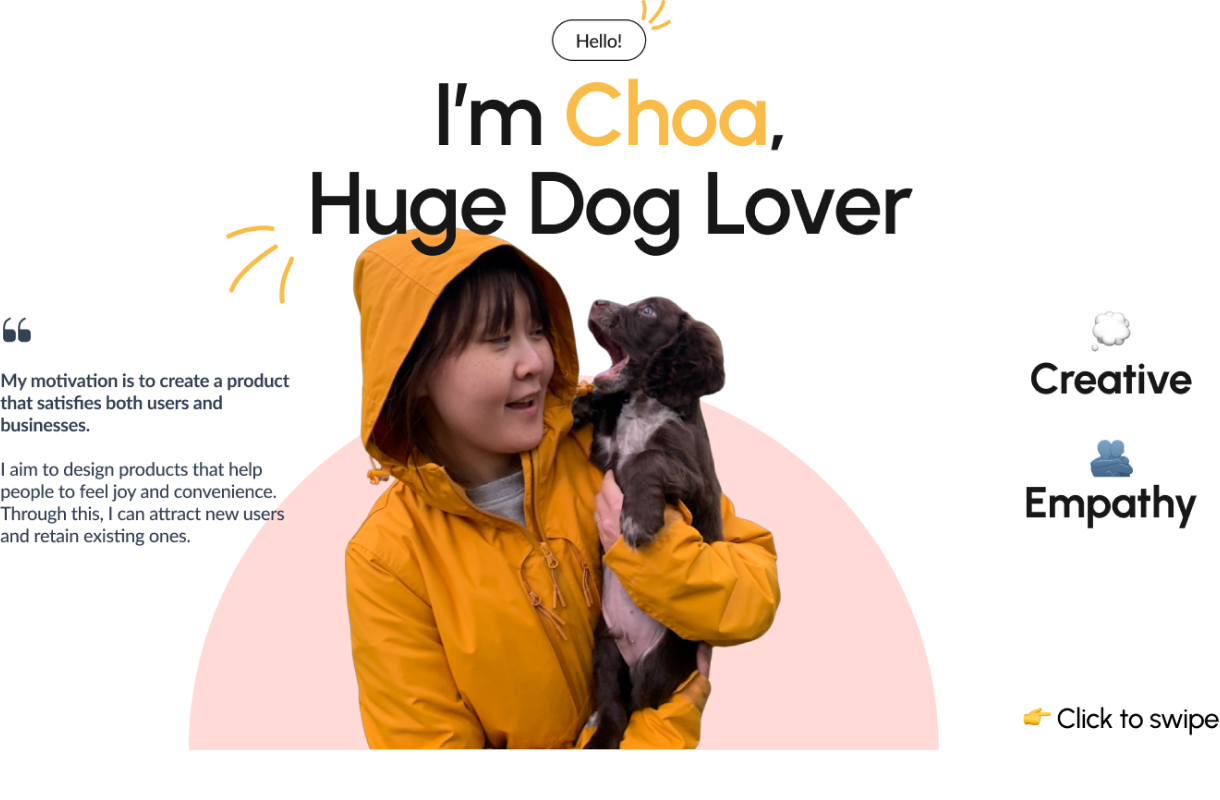 Hello!
I'm Choa,
Huge Dog Lover
My motivation is to create a product
that satisfies both users and
businesses.
I aim to design products that help
people to feel joy and convenience.
Through this, I can attract new users
and retain existing ones.
Creative
Empathy
Click to swipe